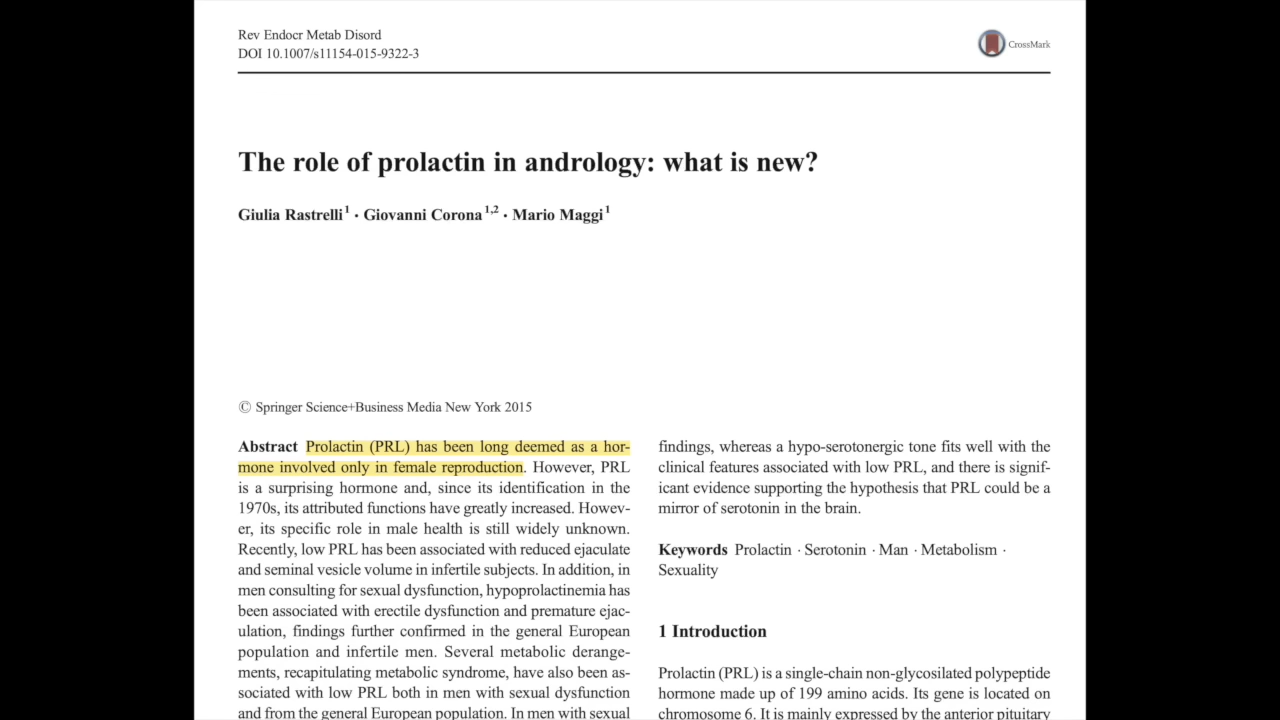 Rev Endocr Metab Disord
DOI 10.1007/s11154-015-9322-3
CrossMark
The role of prolactin in andrology: what is new?
Giulia Rastrelli 1 · Giovanni Corona 1,2 · Mario Maggi 1
© Springer Science+Business Media New York 2015
Abstract Prolactin (PRL) has been long deemed as a hor-
mone involved only in female reproduction. However, PRL
is a surprising hormone and, since its identification in the
1970s, its attributed functions have greatly increased. Howev-
er, its specific role in male health is still widely unknown.
Recently, low PRL has been associated with reduced ejaculate
and seminal vesicle volume in infertile subjects. In addition, in
men consulting for sexual dysfunction, hypoprolactinemia has
been associated with erectile dysfunction and premature ejac-
ulation, findings further confirmed in the general European
population and infertile men. Several metabolic derange-
ments, recapitulating metabolic syndrome, have also been as-
sociated with low PRL both in men with sexual dysfunction
and from the general European population. In men with sexual
findings, whereas a hypo-serotonergic tone fits well with the
clinical features associated with low PRL, and there is signif-
icant evidence supporting the hypothesis that PRL could be a
mirror of serotonin in the brain.
Keywords Prolactin · Serotonin · Man · Metabolism ·
Sexuality
1 Introduction
Prolactin (PRL) is a single-chain non-glycosilated polypeptide
hormone made up of 199 amino acids. Its gene is located on
chromosome 6. It is mainly expressed by the anterior pituitary